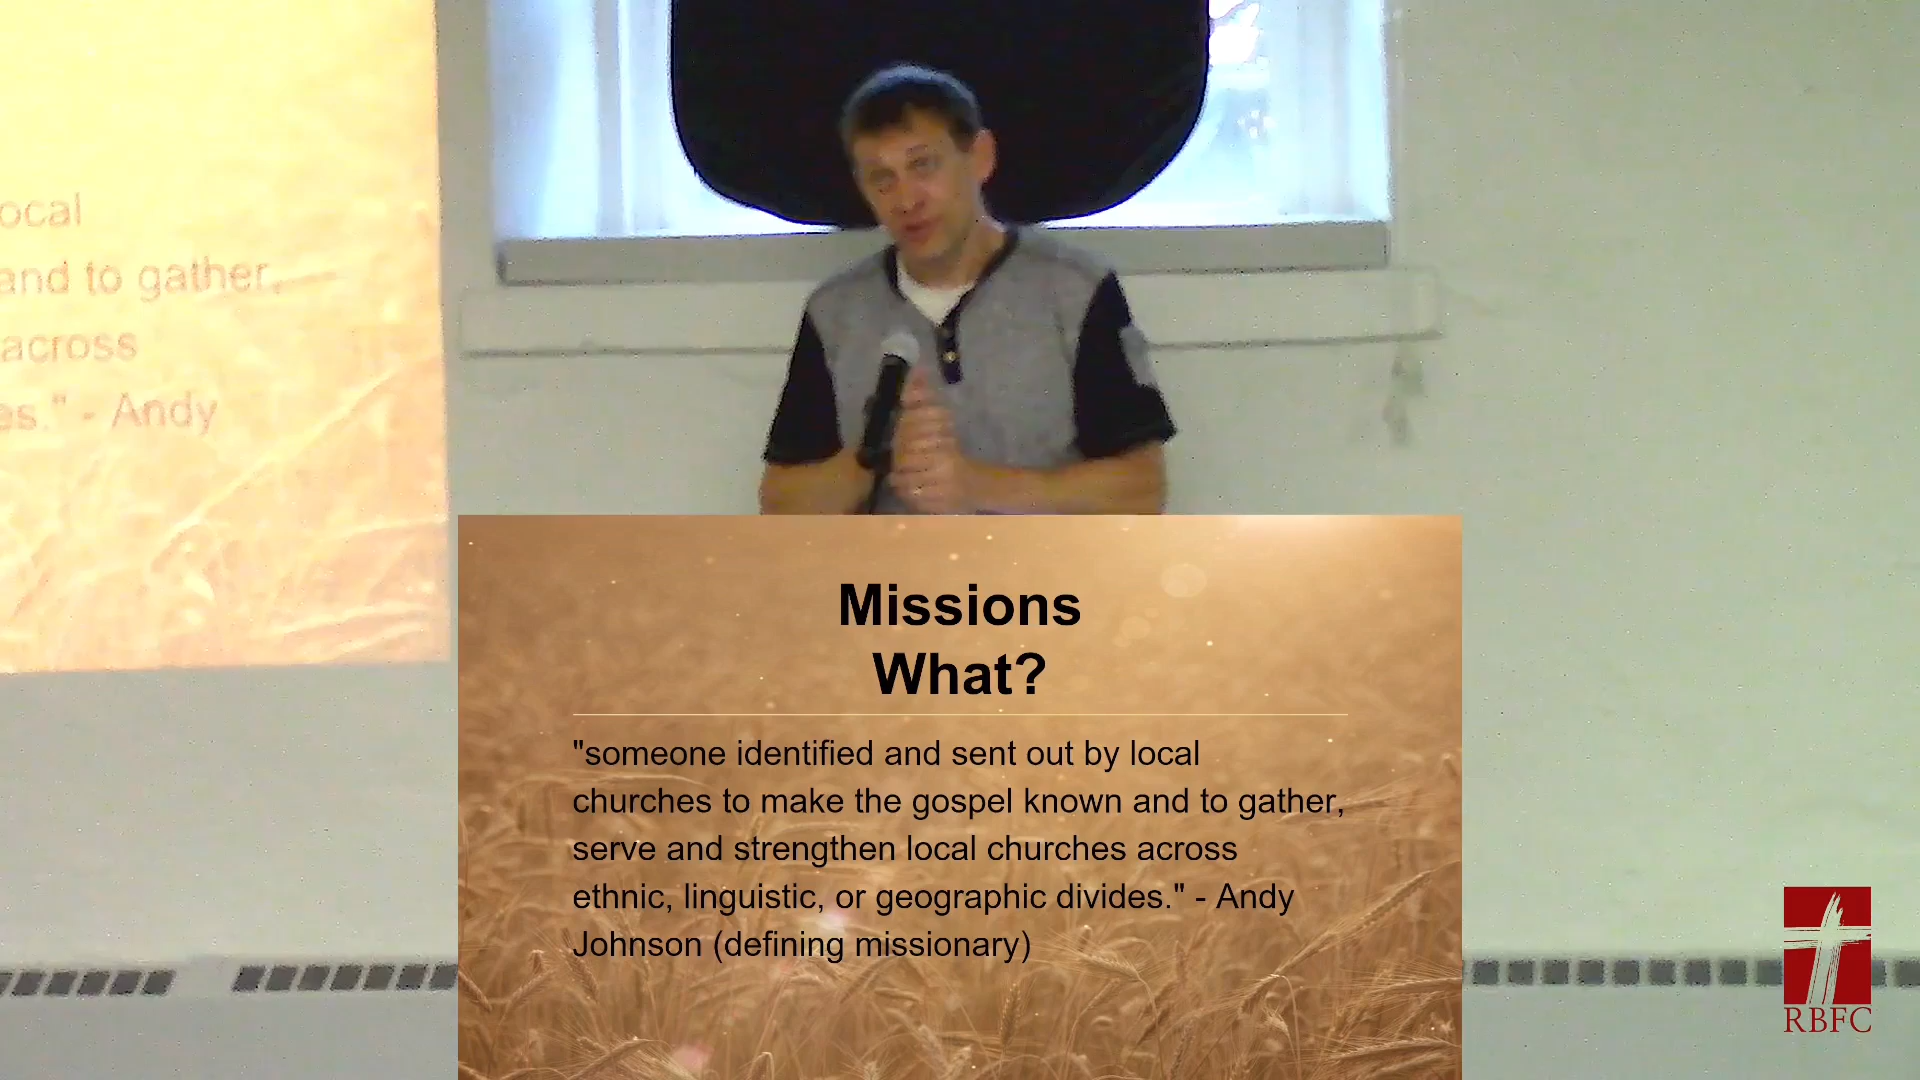 ocal
and to gather,
across
es." - Andy
Missions
What?
"someone identified and sent out by local
churches to make the gospel known and to gather,
serve and strengthen local churches across
ethnic, linguistic, or geographic divides." - Andy
Johnson (defining missionary)
RBFC